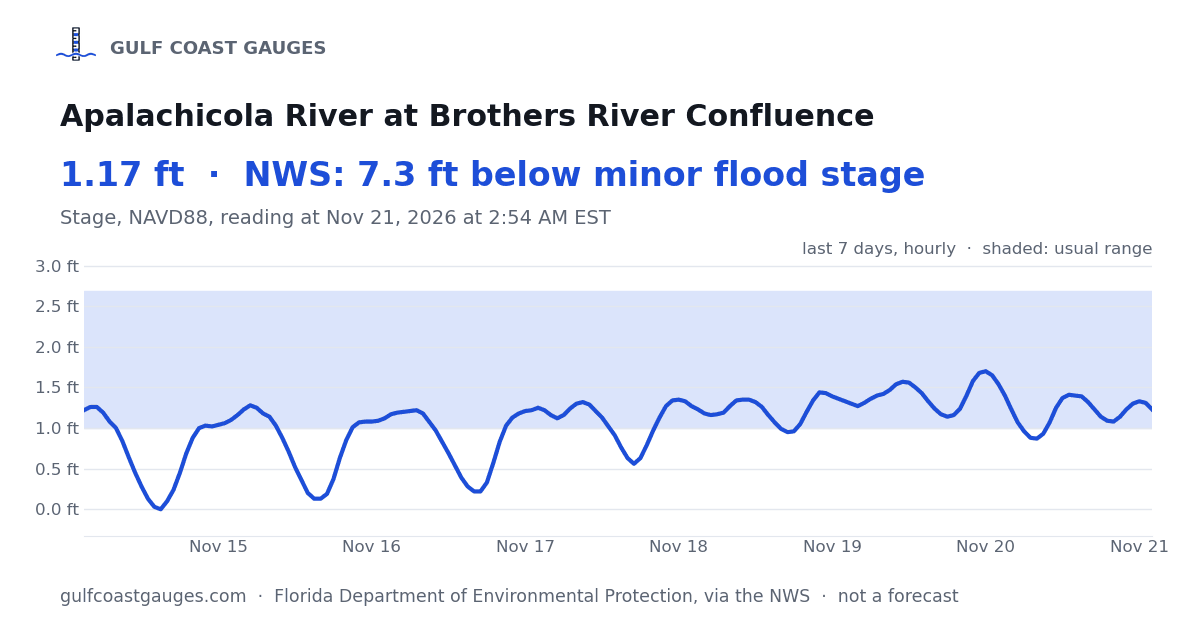 GULF COAST GAUGES
Apalachicola River at Brothers River Confluence
1.17 ft · NWS: 7.3 ft below minor flood stage
Stage, NAVD88, reading at Nov 21, 2026 at 2:54 AM EST
last 7 days, hourly · shaded: usual range
3.0 ft
2.5 ft
2.0 ft
1.5 ft
1.0 ft
0.5 ft
0.0 ft
Nov 15 Nov 16 Nov 17 Nov 18 Nov 19 Nov 20 Nov 21
gulfcoastgauges.com · Florida Department of Environmental Protection, via the NWS · not a forecast